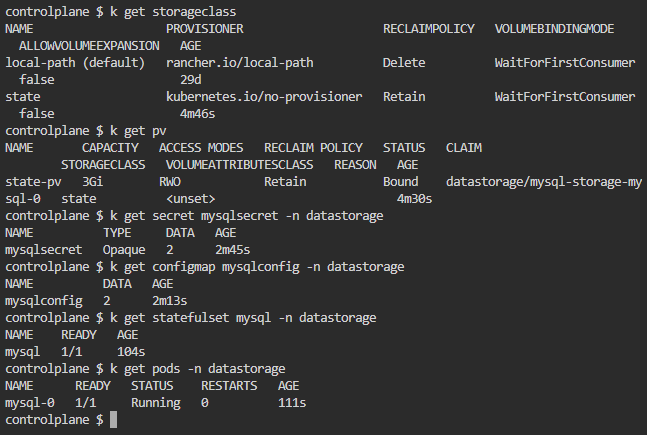 controlplane $ k get storageclass
NAME                   PROVISIONER                    RECLAIMPOLICY   VOLUMEBINDINGMODE
  ALLOWVOLUMEEXPANSION   AGE
local-path (default)   rancher.io/local-path          Delete          WaitForFirstConsumer
  false                  29d
state                  kubernetes.io/no-provisioner   Retain          WaitForFirstConsumer
  false                  4m46s
controlplane $ k get pv
NAME       CAPACITY   ACCESS MODES   RECLAIM POLICY   STATUS   CLAIM
       STORAGECLASS   VOLUMEATTRIBUTESCLASS   REASON   AGE
state-pv   3Gi        RWO            Retain           Bound    datastorage/mysql-storage-my
sql-0   state          <unset>                          4m30s
controlplane $ k get secret mysqlsecret -n datastorage
NAME          TYPE     DATA   AGE
mysqlsecret   Opaque   2      2m45s
controlplane $ k get configmap mysqlconfig -n datastorage
NAME          DATA   AGE
mysqlconfig   2      2m13s
controlplane $ k get statefulset mysql -n datastorage
NAME    READY   AGE
mysql   1/1     104s
controlplane $ k get pods -n datastorage
NAME      READY   STATUS    RESTARTS   AGE
mysql-0   1/1     Running   0          111s
controlplane $